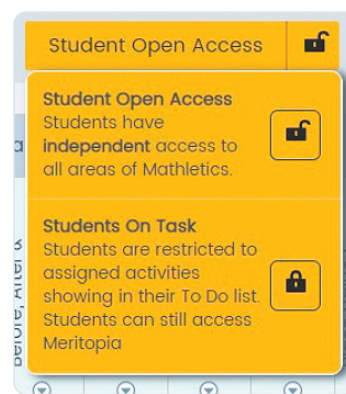 Student Open Access
Student Open Access
Students have
independent access to
all areas of Mathletics.
Students On Task
Students are restricted to
assigned activities
showing in their To Do list.
Students can still access
Meritopia